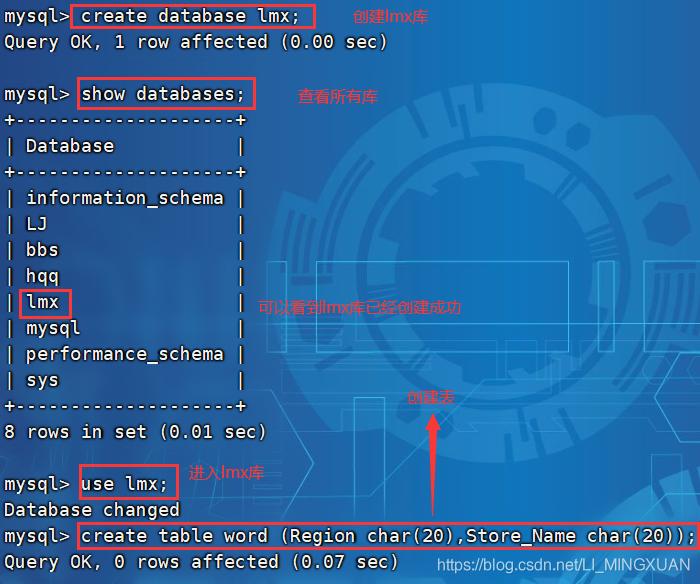 mysql> create database lmx; 创建lmx库
Query OK, 1 row affected (0.00 sec)
mysql> show databases; 查看所有库
+--------------------+
| Database |
+--------------------+
| information_schema |
| LJ |
| bbs |
| hqq |
| lmx | 可以看到lmx库已经创建成功
| mysql |
| performance_schema |
| sys |
+--------------------+
创建表
8 rows in set (0.01 sec)
进入lmx库
mysql> use lmx;
Database changed
mysql> create table word (Region char(20),Store_Name char(20));
Query OK, 0 rows affected (0.07 sec)
https://blog.csdn.net/LI_MINGXUAN